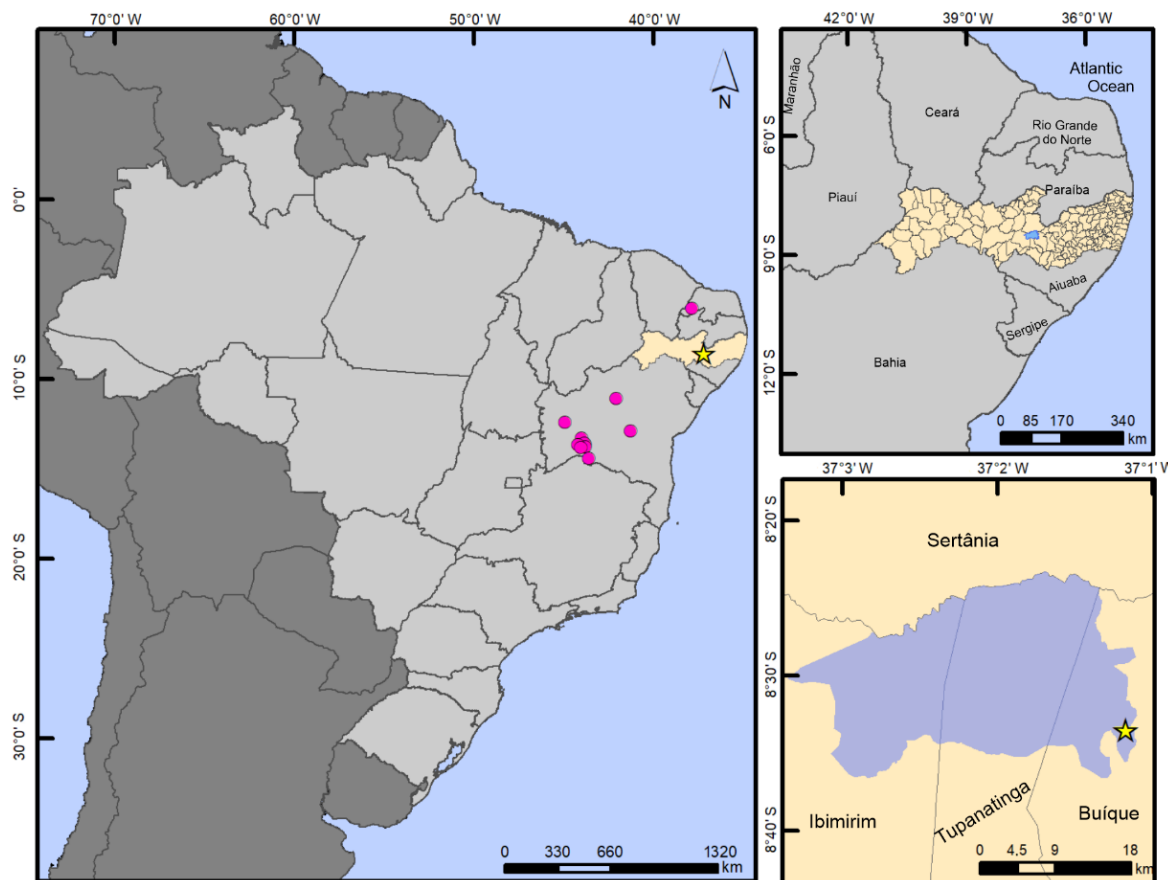 70°0'W
60°0'W
50°0'W
40°0'W
N
0°0'
10°0'S
20°0'S
30°0'S
0
330
660
1320
km
42°0'W
39°0'W
36°0'W
6°0' S
9°0' S
12°0' S
Maranhão
Atlantic
Ocean
Ceará
Rio Grande
do Norte
Paraíba
Piauí
Aiuaba
Sergipe
Bahia
0 85 170 340
km
37°3'W
37°2'W
37°1'W
8°20' S
8°30' S
8°40' S
Sertânia
Ibimirim
Tupanatinga
Buíque
0 4,5 9 18
km